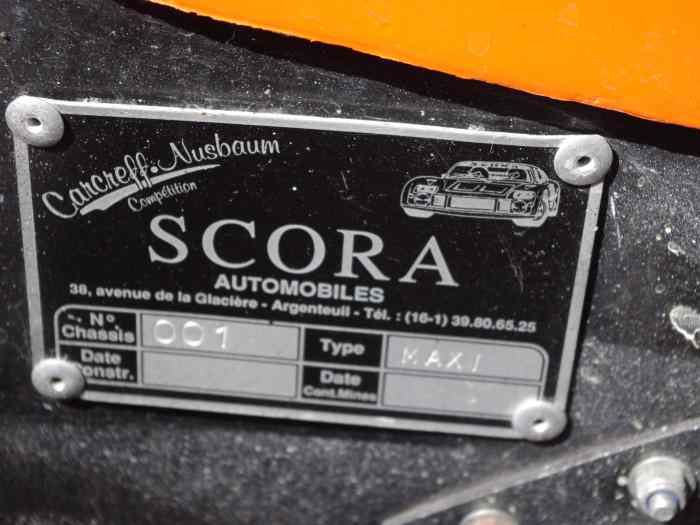 Carcreff-Nusbaum
Compétition
SCORA
AUTOMOBILES
38, avenue de la Glacière - Argenteuil - Tél. : (16-1) 39.80.65.25
N° Chassis 001 Type MAXI
Date Constr. Date Cont.Mines